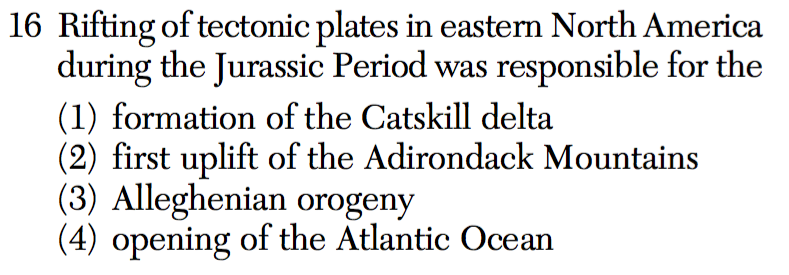 16 Rifting of tectonic plates in eastern North America
during the Jurassic Period was responsible for the
(1) formation of the Catskill delta
(2) first uplift of the Adirondack Mountains
(3) Alleghenian orogeny
(4) opening of the Atlantic Ocean